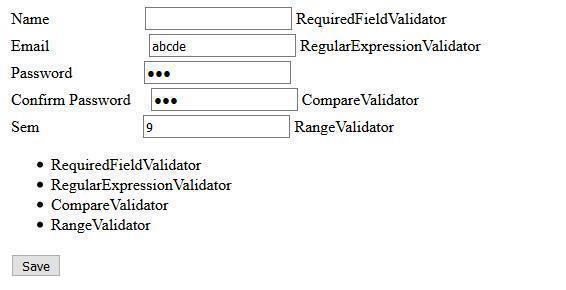 Name RequiredFieldValidator
Email abcde RegularExpressionValidator
Password ●●●
Confirm Password ●●● CompareValidator
Sem 9 RangeValidator
• RequiredFieldValidator
• RegularExpressionValidator
• CompareValidator
• RangeValidator
Save